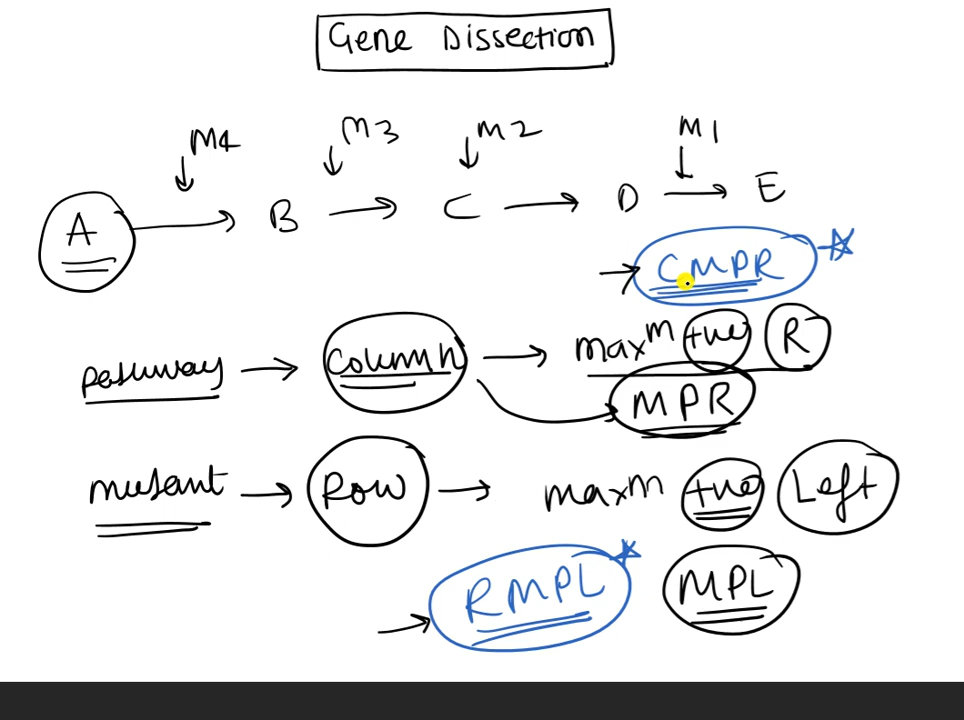 Gene Dissection
M4 M3 M2 M1
A → B → C → D → E
→ CMPR
pathway → Column → maxm +ve R
MPR
mutant → Row → maxm +ve Left
→ RMPL MPL